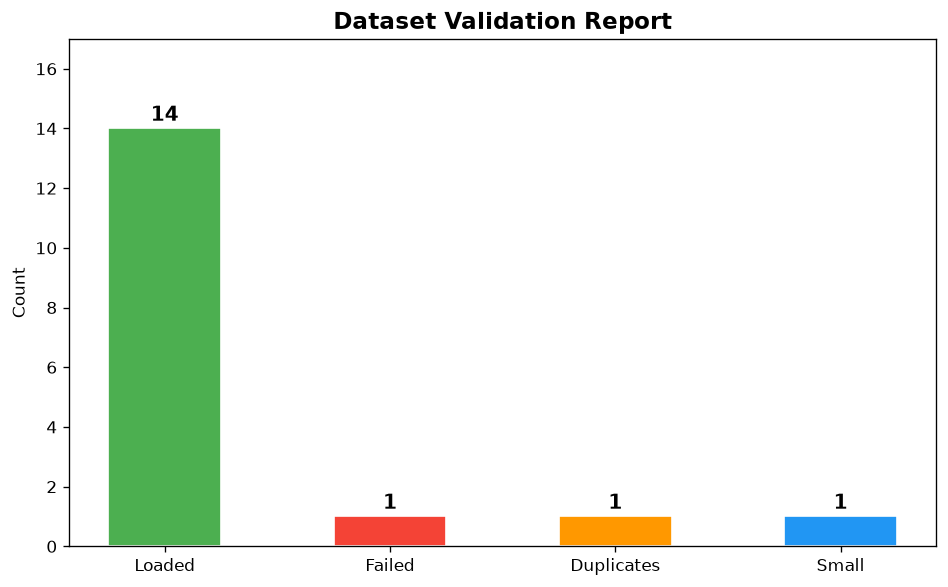 Dataset Validation Report
Count
16
14
12
10
8
6
4
2
0
14
1
1
1
Loaded
Failed
Duplicates
Small